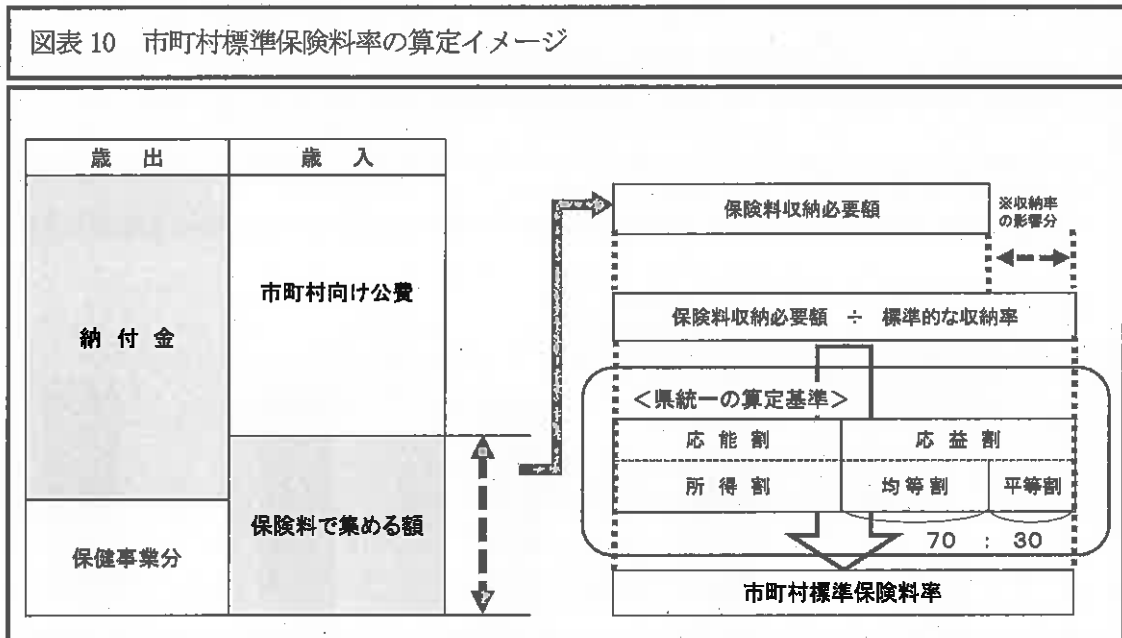 図表 10　市町村標準保険料率の算定イメージ
歳　出
歳　入
納 付 金
保健事業分
市町村向け公費
保険料で集める額
保険料収納必要額
※収納率
の影響分
保険料収納必要額 ÷ 標準的な収納率
＜県統一の算定基準＞
応 能 割
応 益 割
所 得 割
均 等 割
平等割
70 : 30
市町村標準保険料率